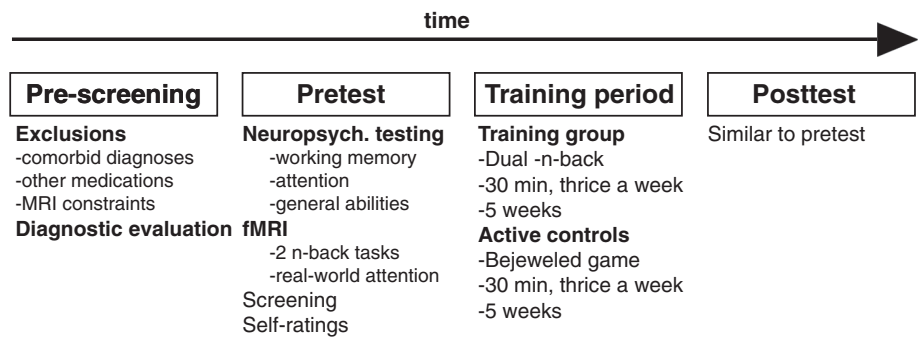 time
Pre-screening
Exclusions
-comorbid diagnoses
-other medications
-MRI constraints
Diagnostic evaluation
Pretest
Neuropsych. testing
-working memory
-attention
-general abilities
fMRI
-2 n-back tasks
-real-world attention
Screening
Self-ratings
Training period
Training group
-Dual -n-back
-30 min, thrice a week
-5 weeks
Active controls
-Bejeweled game
-30 min, thrice a week
-5 weeks
Posttest
Similar to pretest